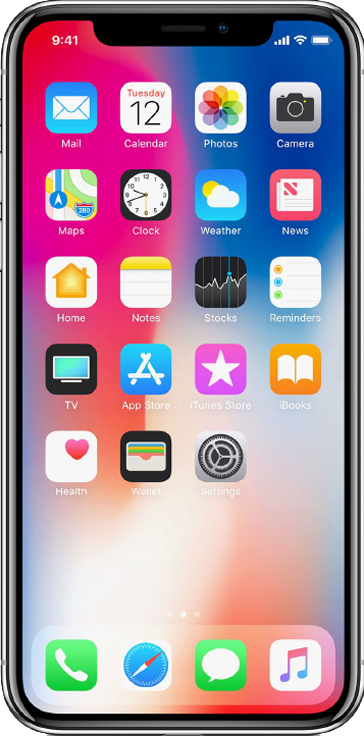 9:41
Mail
Tuesday
12
Calendar
Photos
Camera
280
Maps
Clock
Weather
News
Home
Notes
Stocks
Reminders
TV
App Store
iTunes Store
iBooks
Health
Wallet
Settings